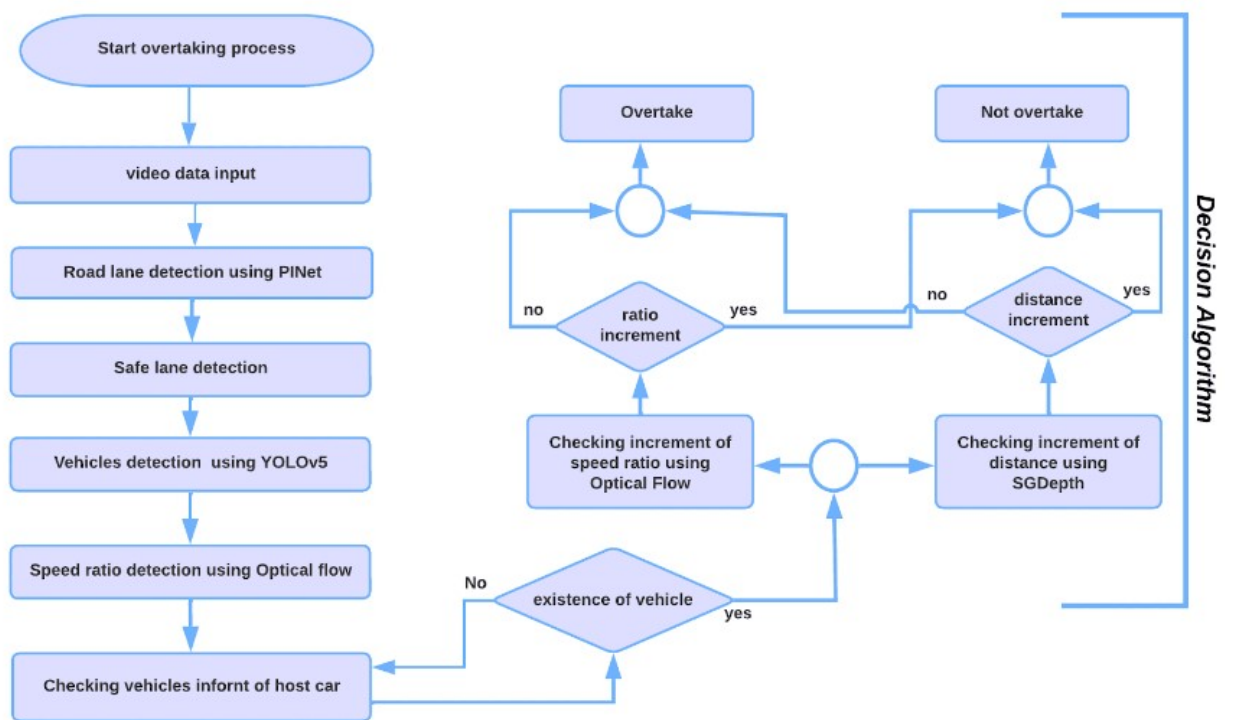 Start overtaking process
video data input
Road lane detection using PINet
Safe lane detection
Vehicles detection using YOLOv5
Speed ratio detection using Optical flow
Checking vehicles infornt of host car
No
existence of vehicle
yes
Checking increment of
speed ratio using
Optical Flow
Checking increment of
distance using
SGDepth
no
ratio
increment
yes
no
distance
increment
yes
Overtake
Not overtake
Decision Algorithm